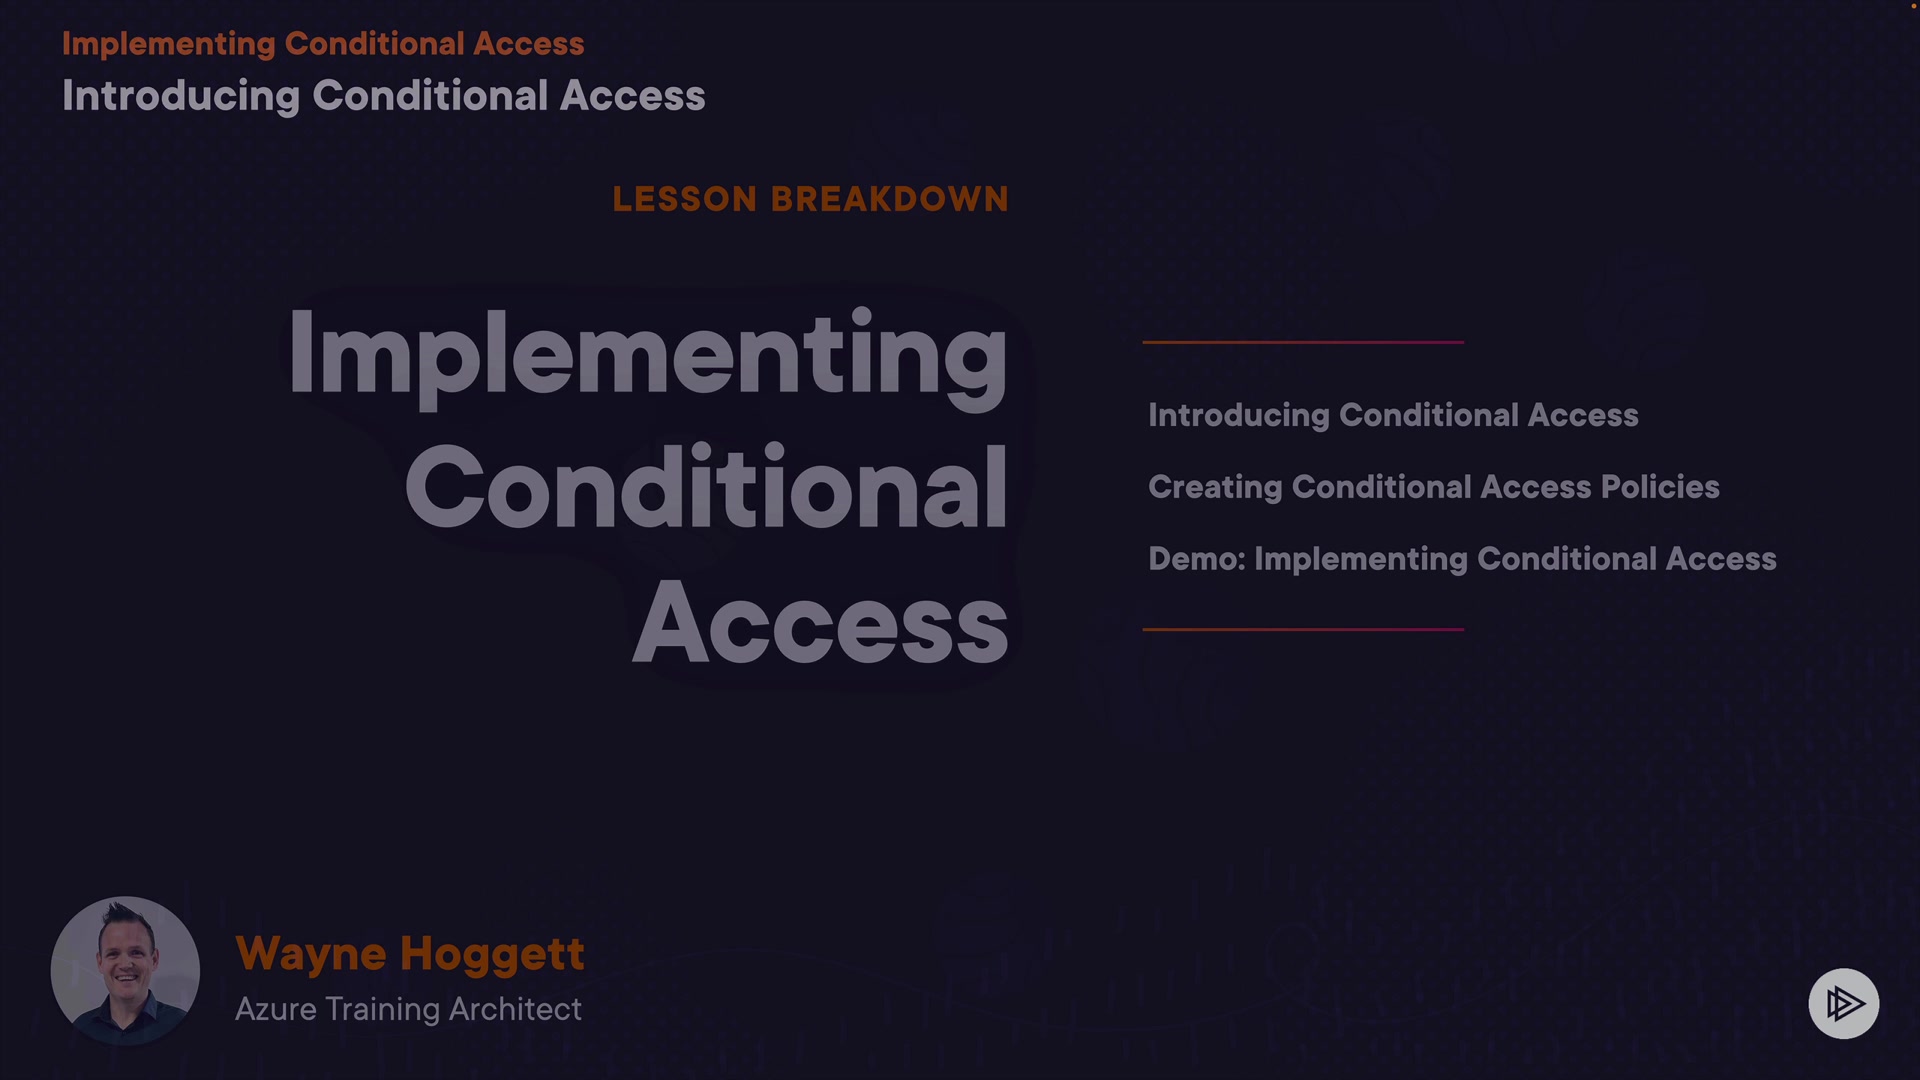 Implementing Conditional Access
Introducing Conditional Access
LESSON BREAKDOWN
Implementing
Conditional
Access
Introducing Conditional Access
Creating Conditional Access Policies
Demo: Implementing Conditional Access
Wayne Hoggett
Azure Training Architect